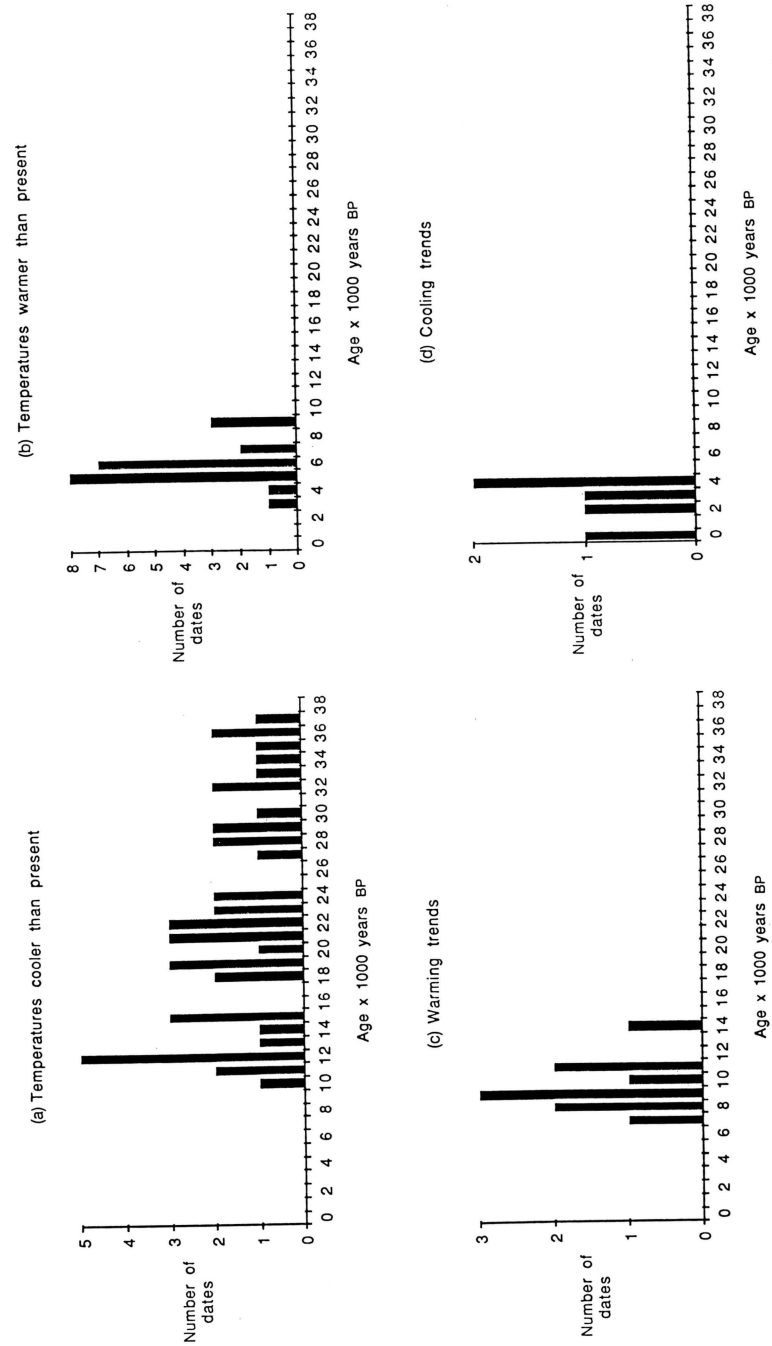 (a) Temperatures cooler than present
Number of
dates
5
4
3
2
1
0
0 2 4 6 8 10 12 14 16 18 20 22 24 26 28 30 32 34 36 38
Age x 1000 years BP
(b) Temperatures warmer than present
Number of
dates
8
7
6
5
4
3
2
1
0
0 2 4 6 8 10 12 14 16 18 20 22 24 26 28 30 32 34 36 38
Age x 1000 years BP
(c) Warming trends
Number of
dates
3
2
1
0
0 2 4 6 8 10 12 14 16 18 20 22 24 26 28 30 32 34 36 38
Age x 1000 years BP
(d) Cooling trends
Number of
dates
2
1
0
0 2 4 6 8 10 12 14 16 18 20 22 24 26 28 30 32 34 36 38
Age x 1000 years BP